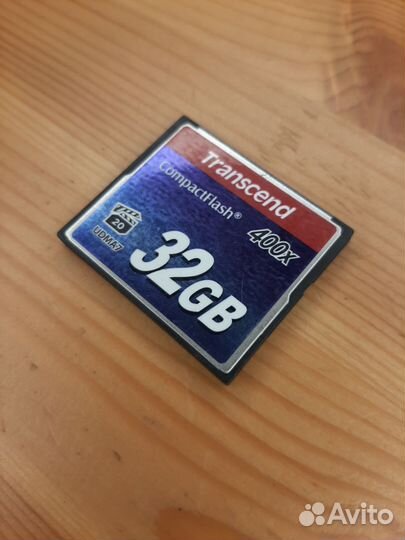 Transcend
CompactFlash®
400x
20
UDMA7
32GB
Avito